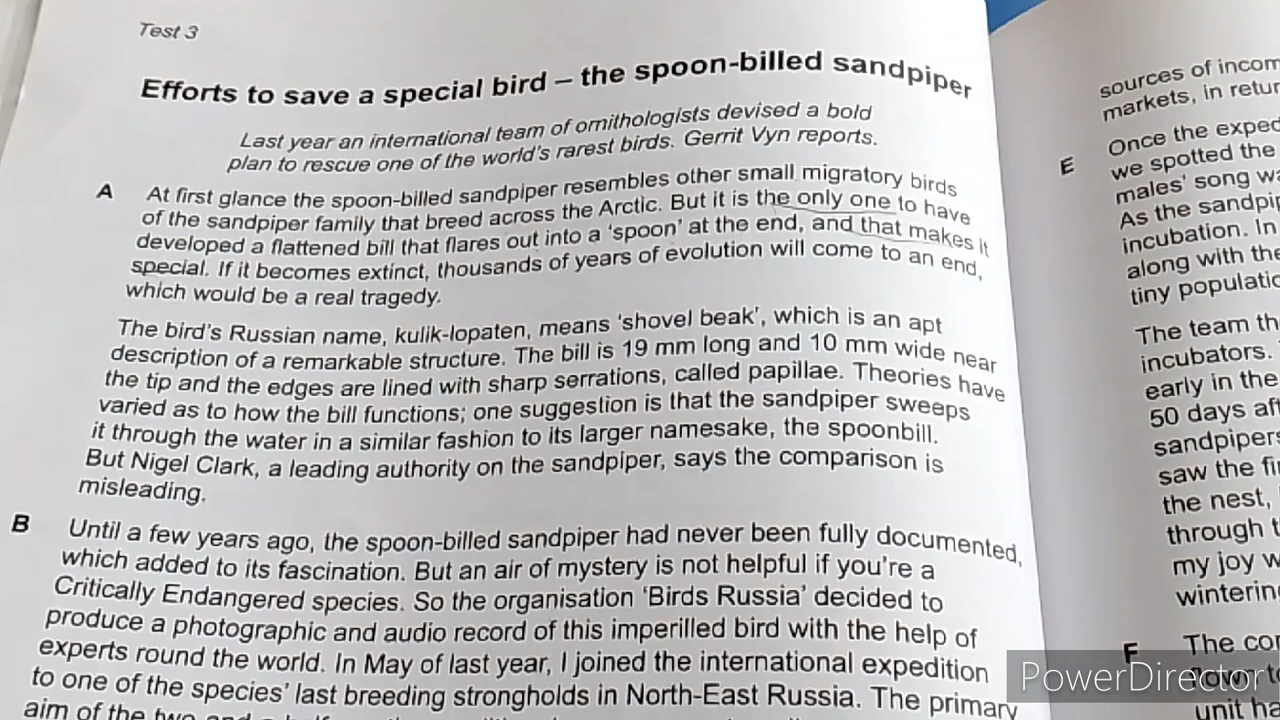 Test 3
Efforts to save a special bird – the spoon-billed sandpiper
Last year an international team of ornithologists devised a bold
plan to rescue one of the world's rarest birds. Gerrit Vyn reports.
A At first glance the spoon-billed sandpiper resembles other small migratory birds
of the sandpiper family that breed across the Arctic. But it is the only one to have
developed a flattened bill that flares out into a 'spoon' at the end, and that makes it
special. If it becomes extinct, thousands of years of evolution will come to an end,
which would be a real tragedy.
The bird's Russian name, kulik-lopaten, means 'shovel beak', which is an apt
description of a remarkable structure. The bill is 19 mm long and 10 mm wide near
the tip and the edges are lined with sharp serrations, called papillae. Theories have
varied as to how the bill functions; one suggestion is that the sandpiper sweeps
it through the water in a similar fashion to its larger namesake, the spoonbill.
But Nigel Clark, a leading authority on the sandpiper, says the comparison is
misleading.
B Until a few years ago, the spoon-billed sandpiper had never been fully documented,
which added to its fascination. But an air of mystery is not helpful if you're a
Critically Endangered species. So the organisation 'Birds Russia' decided to
produce a photographic and audio record of this imperilled bird with the help of
experts round the world. In May of last year, I joined the international expedition
to one of the species' last breeding strongholds in North-East Russia. The primary
aim of the two and a half
sources of incom
markets, in retur
E Once the exped
we spotted the
males' song wa
As the sandpip
incubation. In
along with the
tiny populatio
The team th
incubators.
early in the
50 days aft
sandpipers
saw the fir
the nest,
through t
my joy w
wintering
F The co
flown to
unit ha
PowerDirector